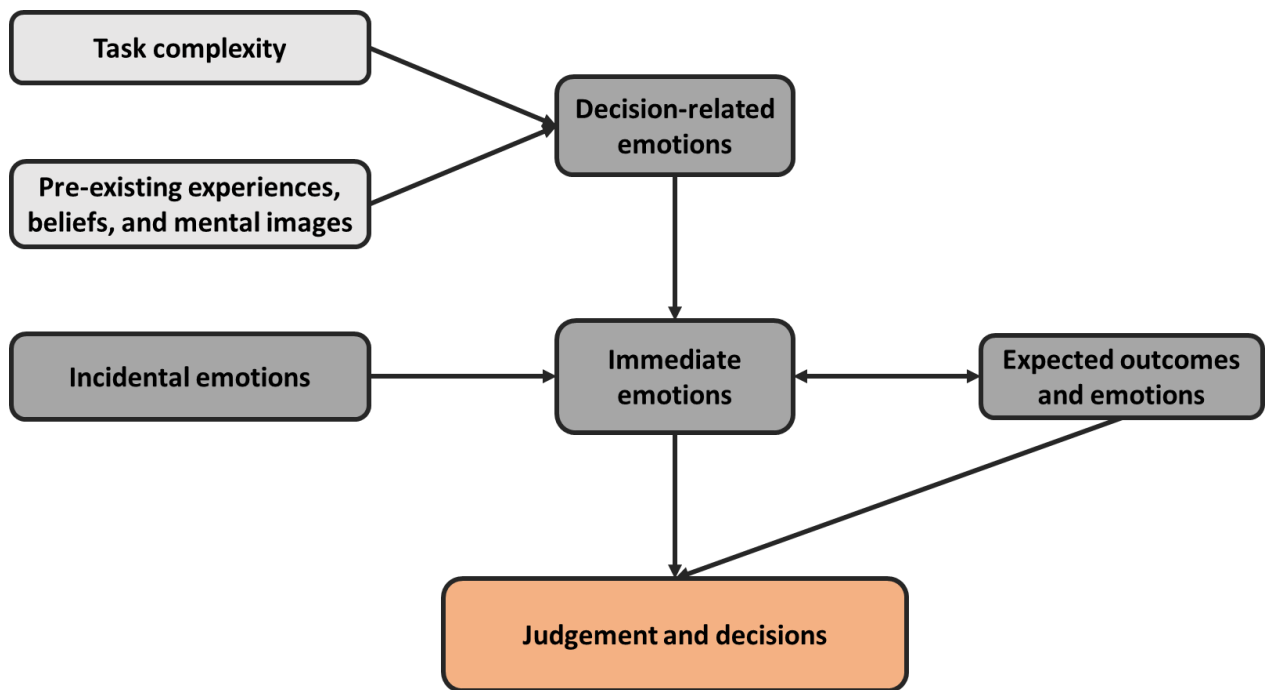 Task complexity
Decision-related
emotions
Pre-existing experiences,
beliefs, and mental images
Incidental emotions
Immediate
emotions
Expected outcomes
and emotions
Judgement and decisions